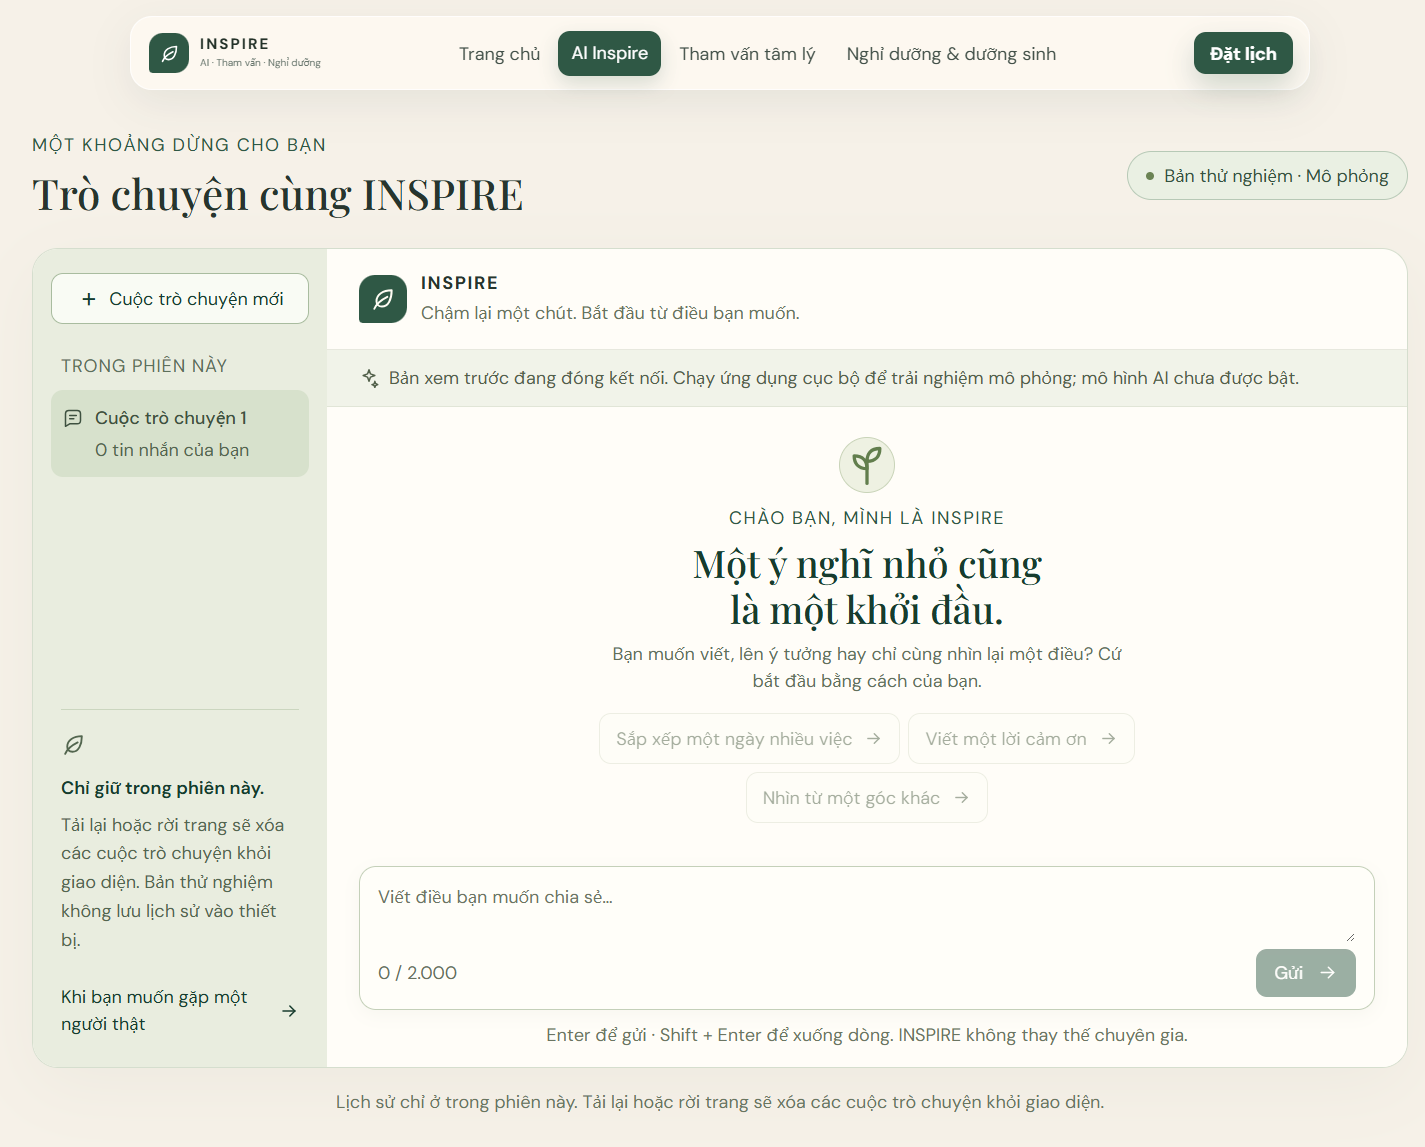 INSPIRE
AI · Tham vấn · Nghỉ dưỡng
Trang chủ
AI Inspire
Tham vấn tâm lý
Nghỉ dưỡng & dưỡng sinh
Đặt lịch
MỘT KHOẢNG DỪNG CHO BẠN
Trò chuyện cùng INSPIRE
Bản thử nghiệm · Mô phỏng
Cuộc trò chuyện mới
TRONG PHIÊN NÀY
Cuộc trò chuyện 1
0 tin nhắn của bạn
Chỉ giữ trong phiên này.
Tải lại hoặc rời trang sẽ xóa
các cuộc trò chuyện khỏi
giao diện. Bản thử nghiệm
không lưu lịch sử vào thiết
bị.
Khi bạn muốn gặp một
người thật
INSPIRE
Chậm lại một chút. Bắt đầu từ điều bạn muốn.
Bản xem trước đang đóng kết nối. Chạy ứng dụng cục bộ để trải nghiệm mô phỏng; mô hình AI chưa được bật.
CHÀO BẠN, MÌNH LÀ INSPIRE
Một ý nghĩ nhỏ cũng
là một khởi đầu.
Bạn muốn viết, lên ý tưởng hay chỉ cùng nhìn lại một điều? Cứ
bắt đầu bằng cách của bạn.
Sắp xếp một ngày nhiều việc
Viết một lời cảm ơn
Nhìn từ một góc khác
Viết điều bạn muốn chia sẻ...
0 / 2.000
Gửi
Enter để gửi · Shift + Enter để xuống dòng. INSPIRE không thay thế chuyên gia.
Lịch sử chỉ ở trong phiên này. Tải lại hoặc rời trang sẽ xóa các cuộc trò chuyện khỏi giao diện.